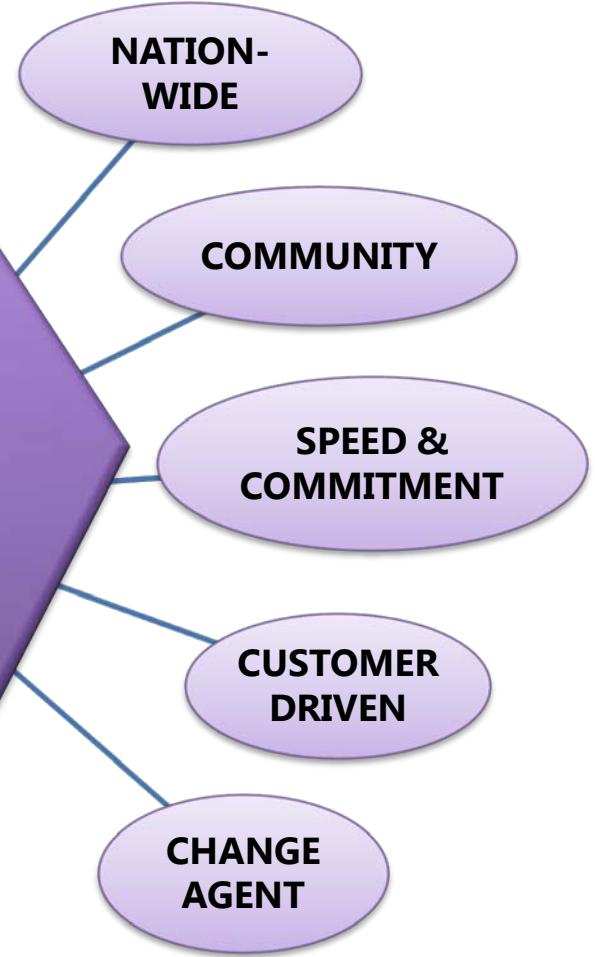 NATION-
WIDE
COMMUNITY
SPEED &
COMMITMENT
CUSTOMER
DRIVEN
CHANGE
AGENT